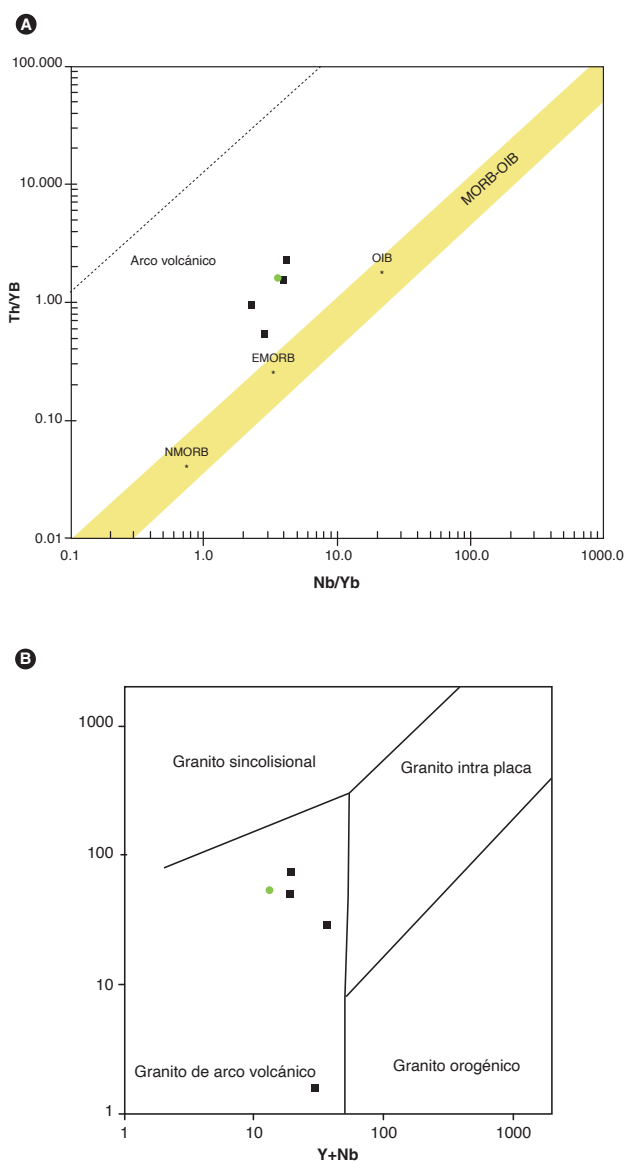 A
100.000
10.000
1.00
0.10
0.01
Th/YB
Arco volcánico
MORB-OIB
OIB
*
EMORB
*
NMORB
*
0.1
1.0
10.0
100.0
1000.0
Nb/Yb
B
1000
100
10
1
Granito sincolisional
Granito intra placa
Granito de arco volcánico
Granito orogénico
1
10
100
1000
Y+Nb